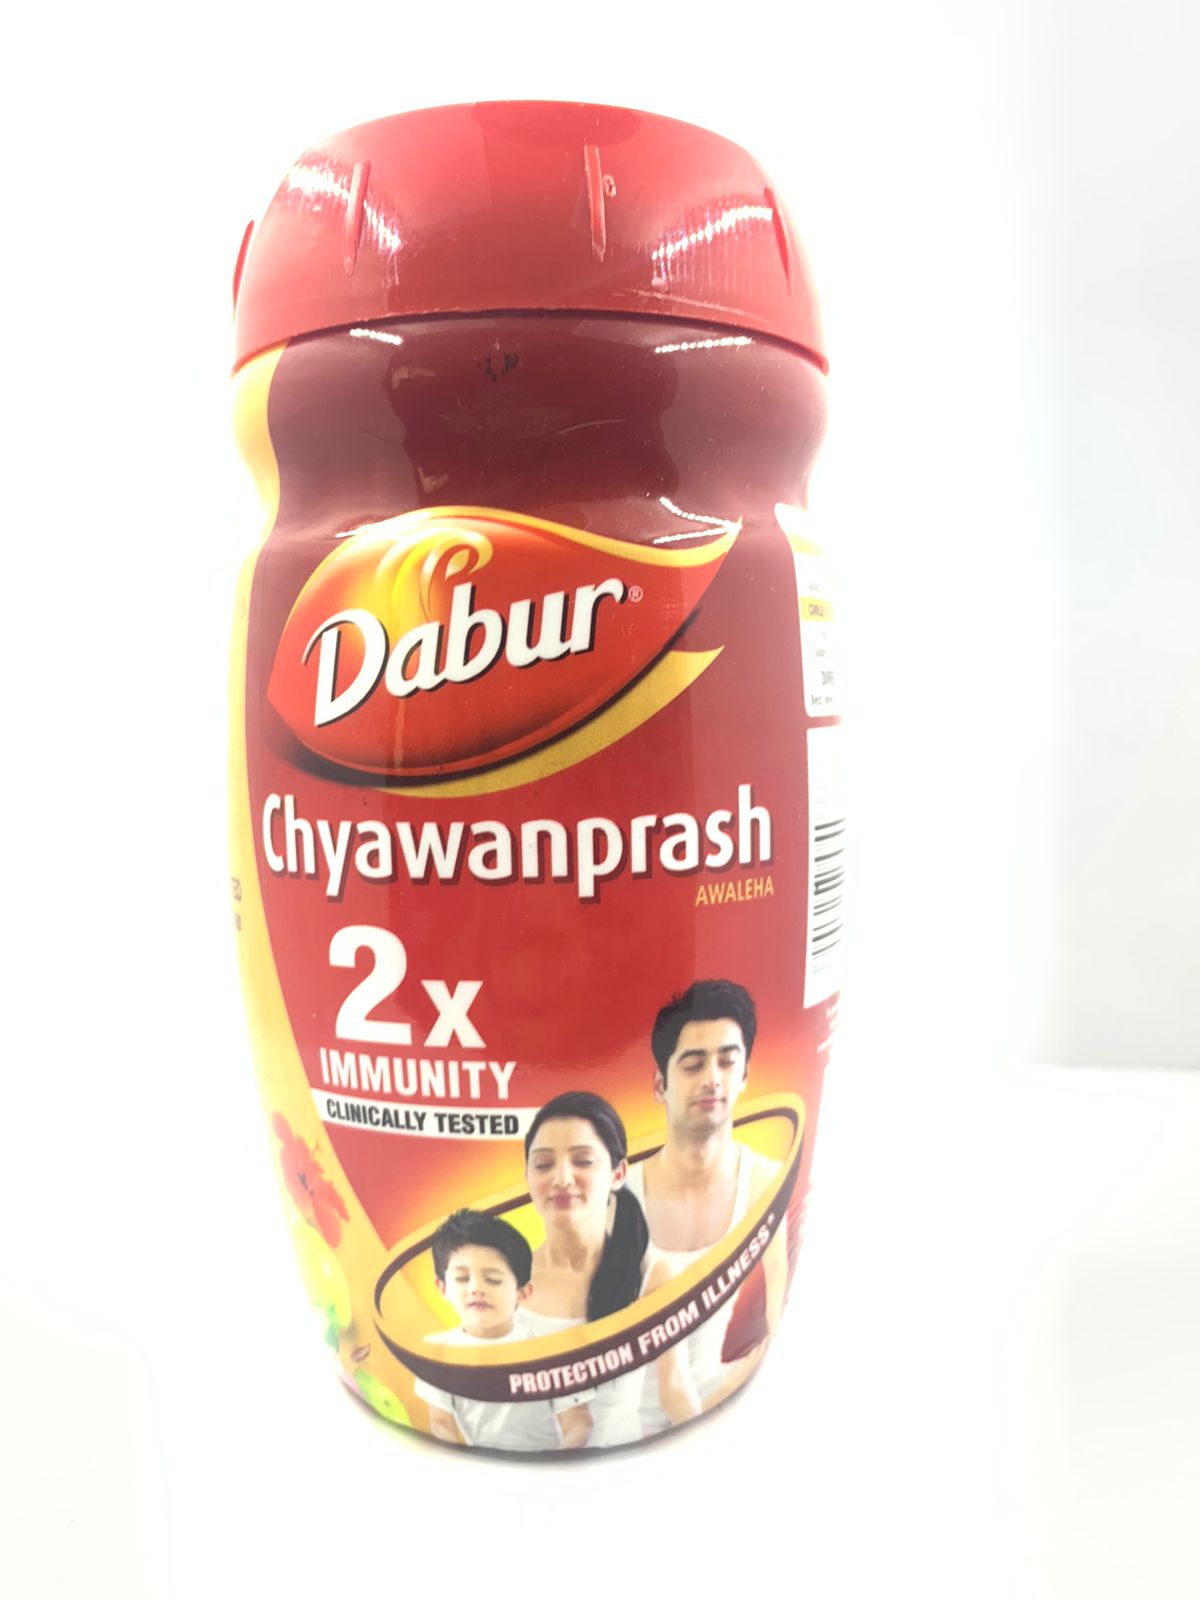 Dabur®
Chyawanprash
AWALEHA
2x
IMMUNITY
CLINICALLY TESTED
PROTECTION FROM ILLNESS*